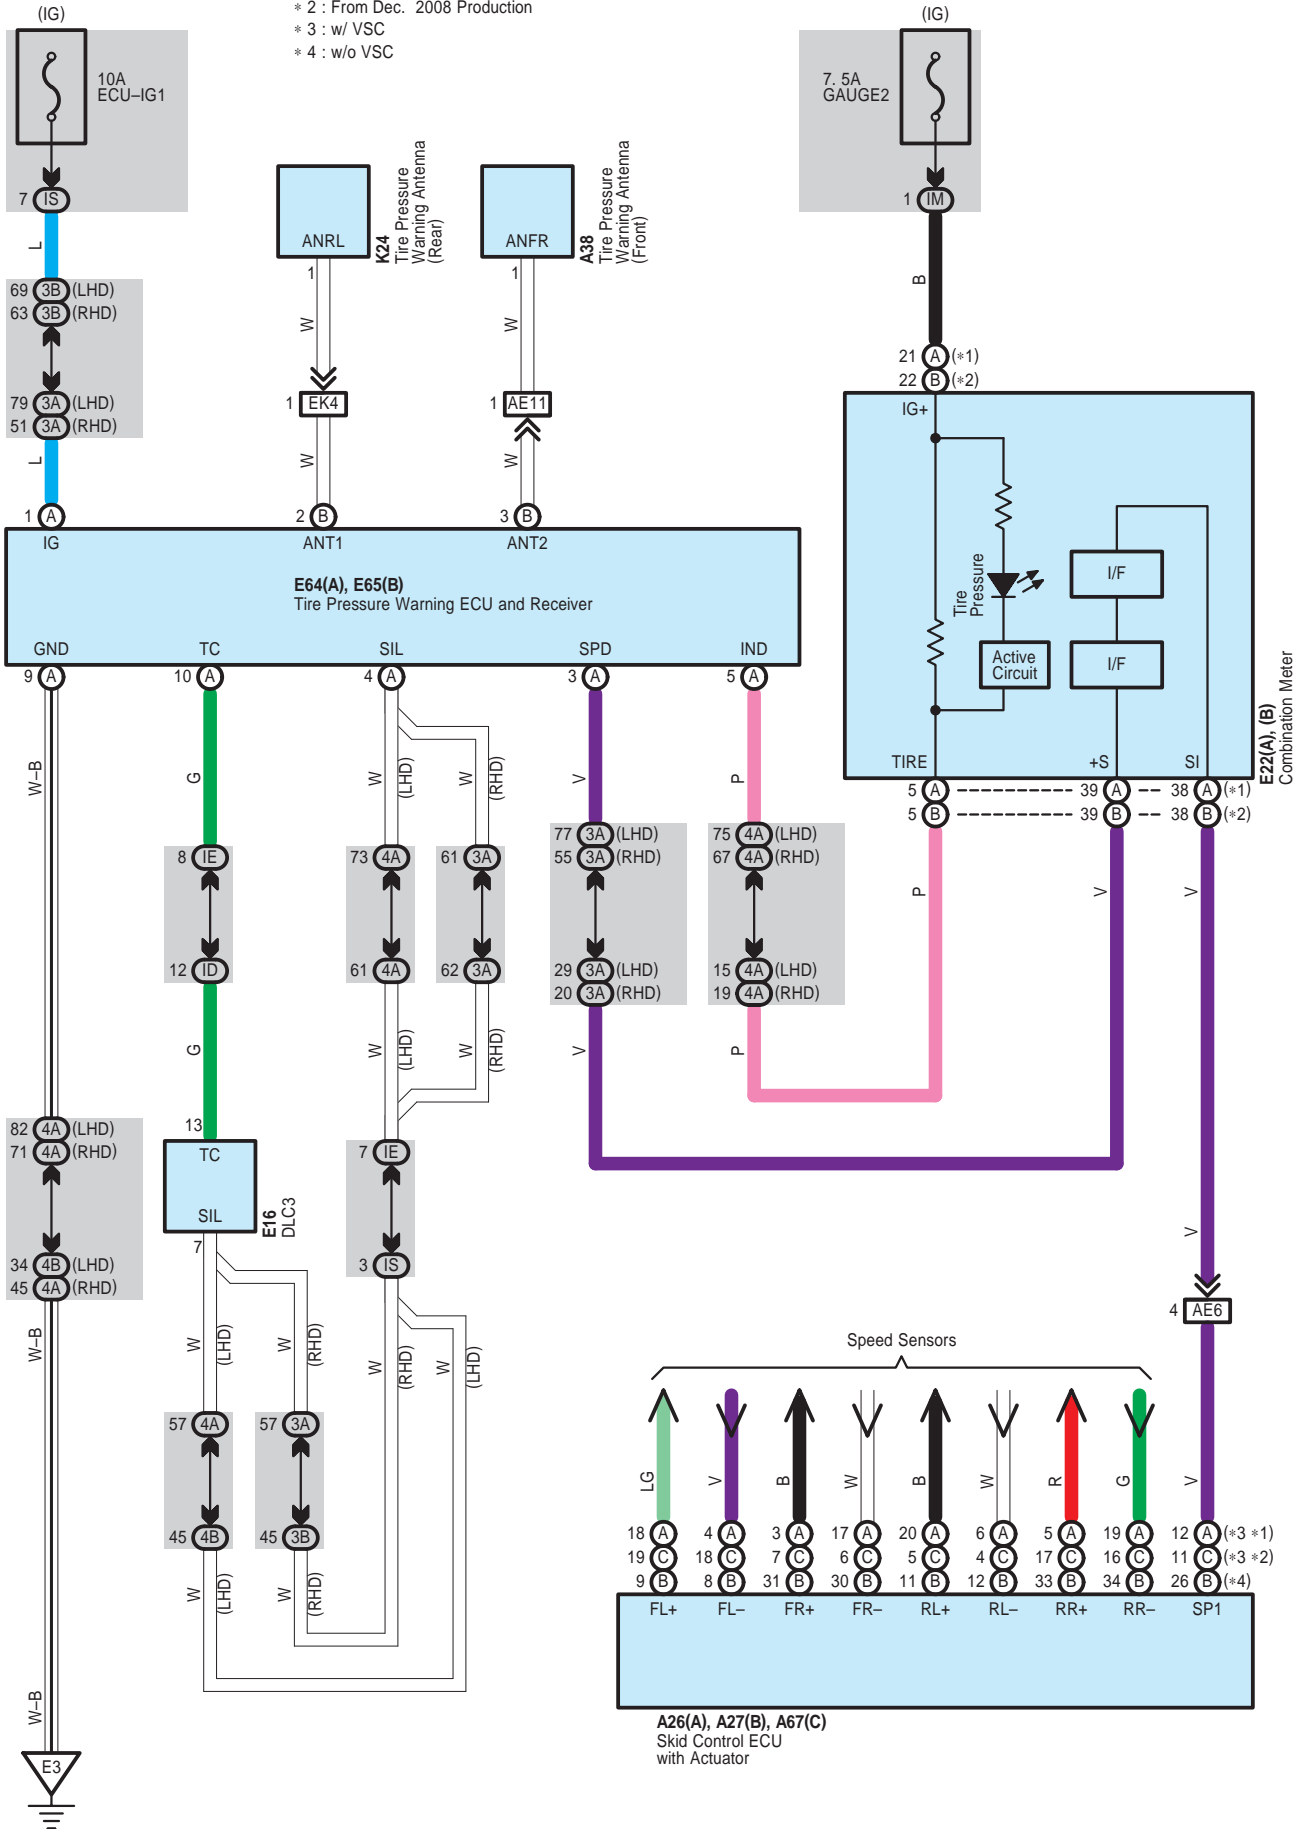 (IG)
∗ 2 : From Dec. 2008 Production
∗ 3 : w/ VSC
∗ 4 : w/o VSC
(IG)
10A
ECU–IG1
7. 5A
GAUGE2
7 IS
1 IM
ANRL
K24
Tire Pressure
Warning Antenna
(Rear)
ANFR
A38
Tire Pressure
Warning Antenna
(Front)
L
1
1
B
69 3B (LHD)
63 3B (RHD)
W
W
21 A (∗1)
22 B (∗2)
79 3A (LHD)
51 3A (RHD)
1 EK4
1 AE11
IG+
L
W
W
1 A
2 B
3 B
IG
ANT1
ANT2
E64(A), E65(B)
Tire Pressure Warning ECU and Receiver
GND
TC
SIL
SPD
IND
Tire
Pressure
I/F
Active
Circuit
I/F
E22(A), (B)
Combination Meter
9 A
10 A
4 A
3 A
5 A
TIRE
+S
SI
5 A
39 A
38 A (∗1)
5 B
39 B
38 B (∗2)
W–B
G
W
(LHD)
W
(RHD)
V
P
77 3A (LHD)
55 3A (RHD)
75 4A (LHD)
67 4A (RHD)
8 IE
73 4A
61 3A
P
V
V
12 ID
61 4A
62 3A
29 3A (LHD)
20 3A (RHD)
15 4A (LHD)
19 4A (RHD)
G
W
(LHD)
W
(RHD)
V
P
82 4A (LHD)
71 4A (RHD)
13
TC
SIL
E16
DLC3
7
7 IE
34 4B (LHD)
45 4A (RHD)
3 IS
V
4 AE6
W–B
W
(LHD)
W
(RHD)
W
(RHD)
W
(LHD)
Speed Sensors
57 4A
57 3A
45 4B
45 3B
LG
V
B
W
B
W
R
G
V
18 A
4 A
3 A
17 A
20 A
6 A
5 A
19 A
12 A (∗3 ∗1)
19 C
18 C
7 C
6 C
5 C
4 C
17 C
16 C
11 C (∗3 ∗2)
9 B
8 B
31 B
30 B
11 B
12 B
33 B
34 B
26 B (∗4)
FL+
FL–
FR+
FR–
RL+
RL–
RR+
RR–
SP1
W
(LHD)
W
(RHD)
W–B
A26(A), A27(B), A67(C)
Skid Control ECU
with Actuator
E3